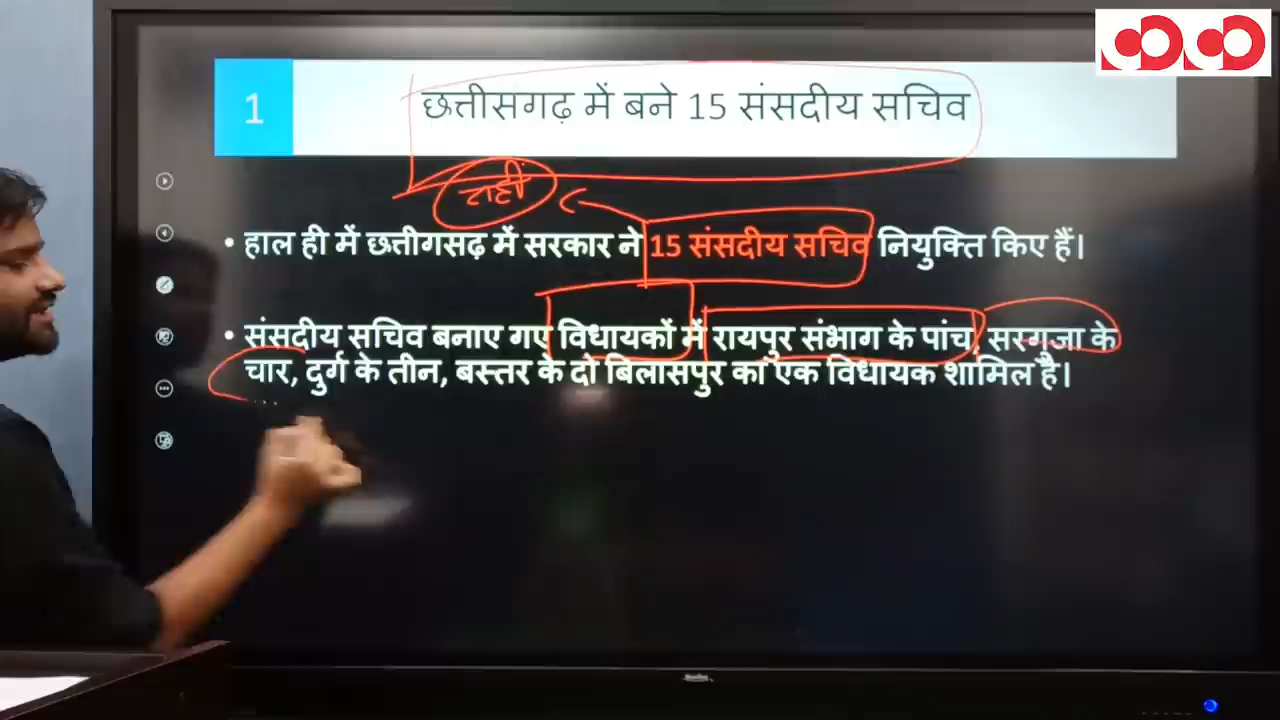 1
छत्तीसगढ़ में बने 15 संसदीय सचिव
नहीं
• हाल ही में छत्तीगसढ़ में सरकार ने 15 संसदीय सचिव नियुक्ति किए हैं।
• संसदीय सचिव बनाए गए विधायकों में रायपुर संभाग के पांच, सरगुजा के
चार, दुर्ग के तीन, बस्तर के दो बिलासपुर का एक विधायक शामिल है।